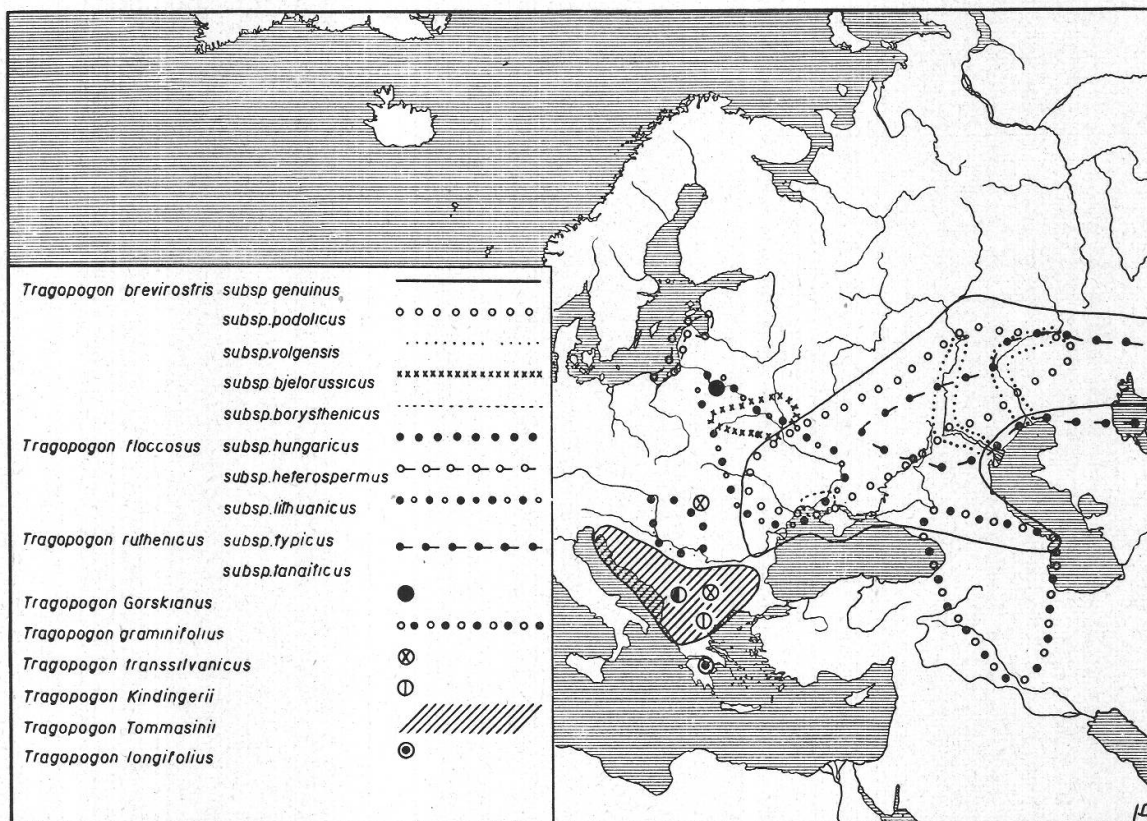 Tragopogon brevirostris subsp. genuinus
subsp. podolicus
subsp. volgensis
subsp. bjelorussicus
subsp. borysthenicus
Tragopogon floccosus subsp. hungaricus
subsp. heterospermus
subsp. lithuanicus
Tragopogon ruthenicus subsp. typicus
subsp. tanaiticus
Tragopogon Gorskianus
Tragopogon graminifolius
Tragopogon transsilvanicus
Tragopogon Kindingerii
Tragopogon Tommasinii
Tragopogon longifolius